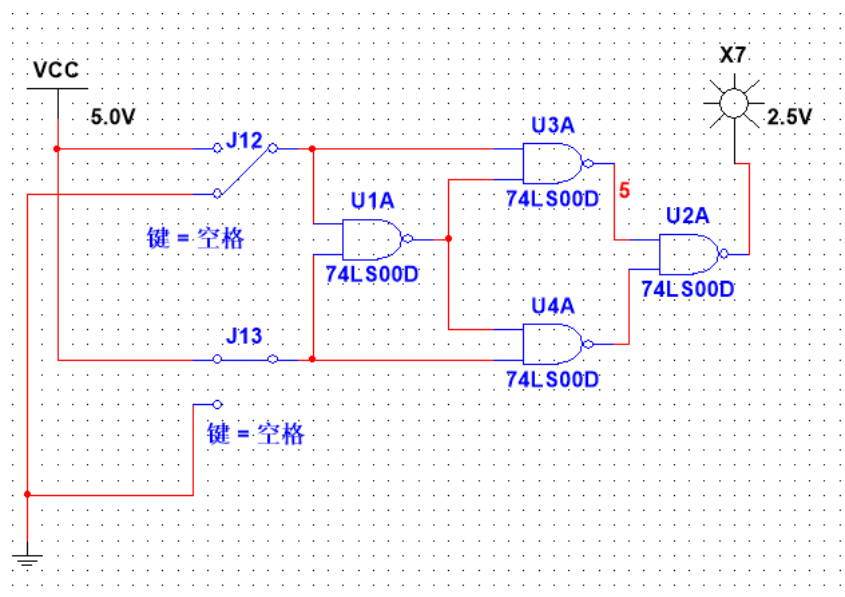 X7
VCC
5.0V
2.5V
U3A
J12
74LS00D
5
U1A
U2A
键 = 空格
74LS00D
74LS00D
U4A
J13
74LS00D
键 = 空格